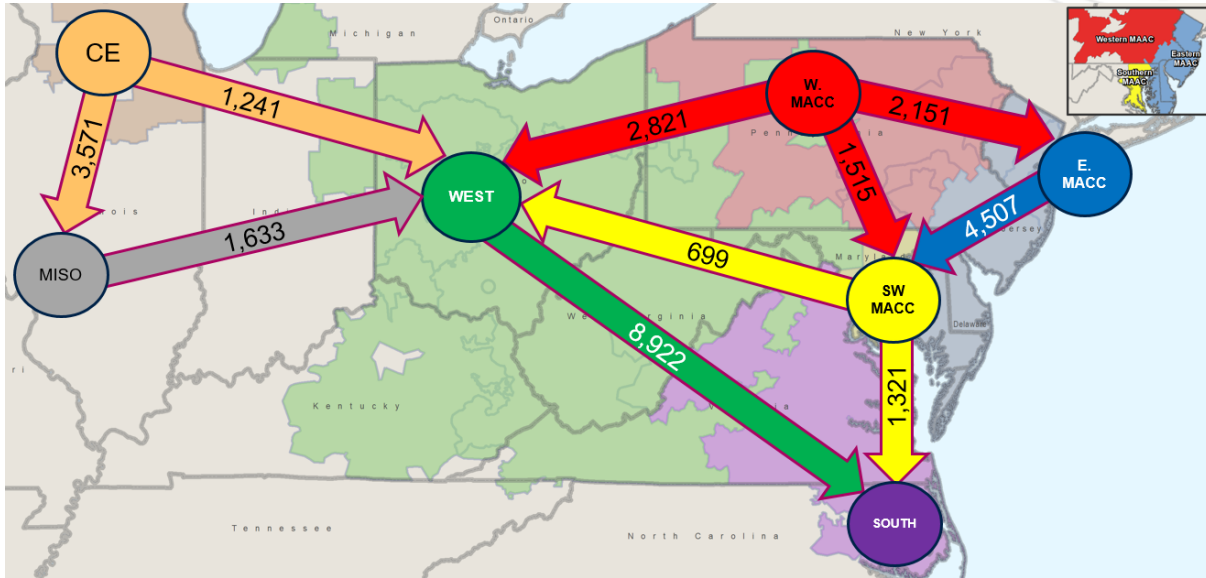 Ontario
Michigan
New York
Western MAAC
Eastern
MAAC
Southern
MAAC
CE
1,241
3,571
W.
MACC
2,821
2,151
Pennsylvania
1,515
E.
MACC
4,507
WEST
MISO
1,633
699
Maryland
SW
MACC
Delaware
8,922
1,321
Kentucky
SOUTH
Tennessee
North Carolina